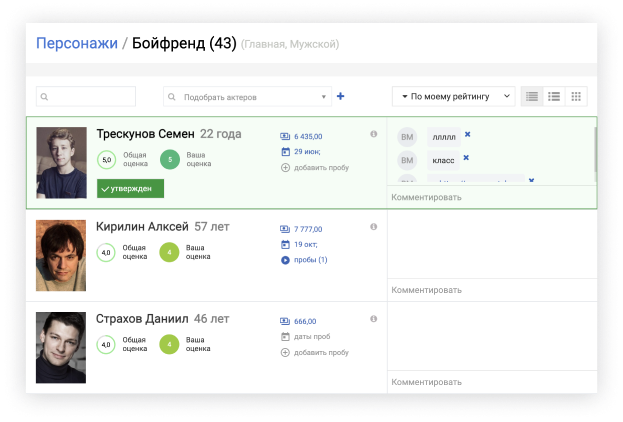 Персонажи / Бойфренд (43) (Главная, Мужской)
Подобрать актеров
По моему рейтингу
Трескунов Семен 22 года
5,0 Общая оценка
5 Ваша оценка
утвержден
6 435,00
29 июн;
добавить пробу
ВМ ллллл
ВМ класс
Комментировать
Кирилин Алксей 57 лет
4,0 Общая оценка
4 Ваша оценка
7 777,00
19 окт;
пробы (1)
Комментировать
Страхов Даниил 46 лет
4,0 Общая оценка
4 Ваша оценка
666,00
даты проб
добавить пробу
Комментировать